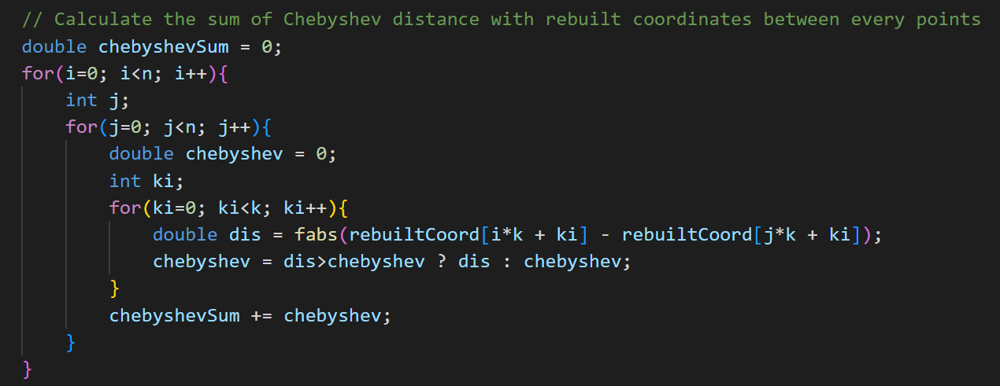 // Calculate the sum of Chebyshev distance with rebuilt coordinates between every points
double chebyshevSum = 0;
for(i=0; i<n; i++){
    int j;
    for(j=0; j<n; j++){
        double chebyshev = 0;
        int ki;
        for(ki=0; ki<k; ki++){
            double dis = fabs(rebuiltCoord[i*k + ki] - rebuiltCoord[j*k + ki]);
            chebyshev = dis>chebyshev ? dis : chebyshev;
        }
        chebyshevSum += chebyshev;
    }
}